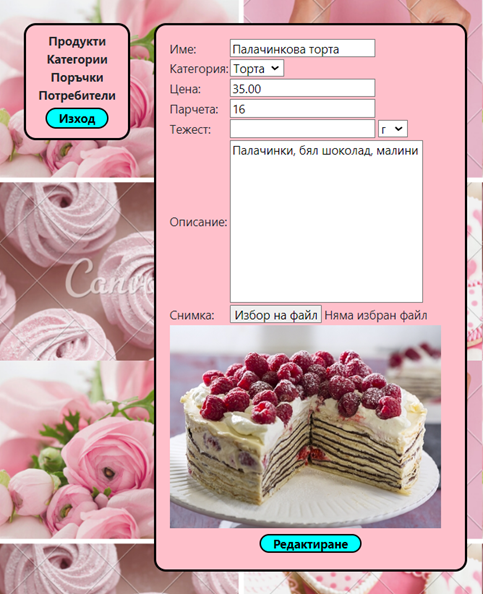 Продукти
Категории
Поръчки
Потребители
Изход
Име: Палачинкова торта
Категория: Торта
Цена: 35.00
Парчета: 16
Тежест: г
Описание: Палачинки, бял шоколад, малини
Снимка: Избор на файл Няма избран файл
Редактиране